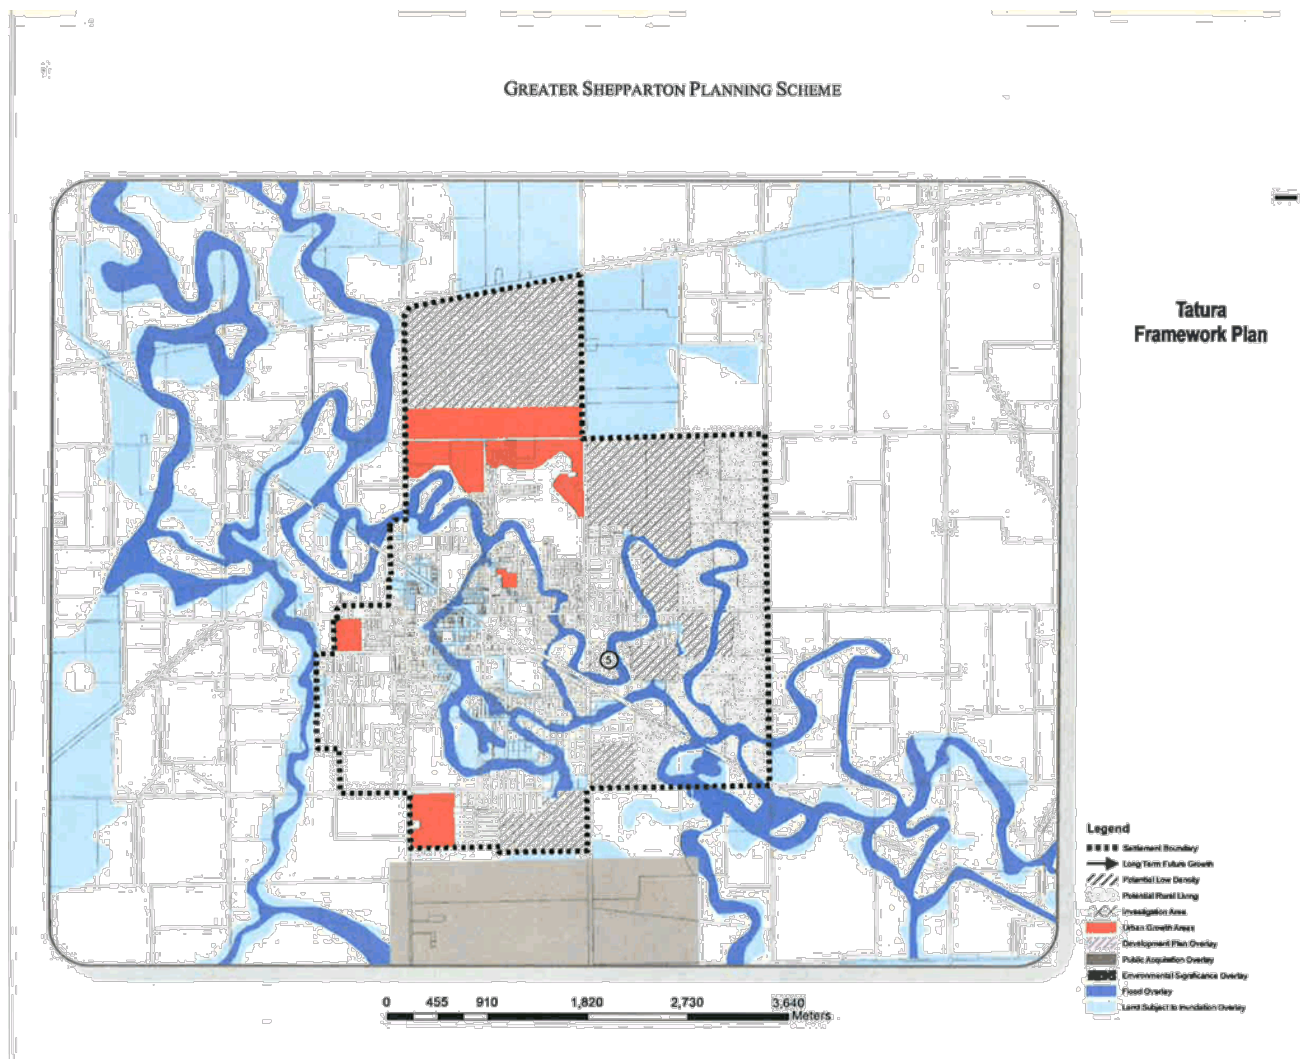 GREATER SHEPPARTON PLANNING SCHEME
Tatura
Framework Plan
5
Legend
Settlement Boundary
Long Term Future Growth
Potential Low Density
Potential Rural Living
Investigation Area
Urban Growth Areas
Development Plan Overlay
Public Acquisition Overlay
Environmental Significance Overlay
Flood Overlay
Land Subject to Inundation Overlay
0 455 910 1,820 2,730 3,640
Meters